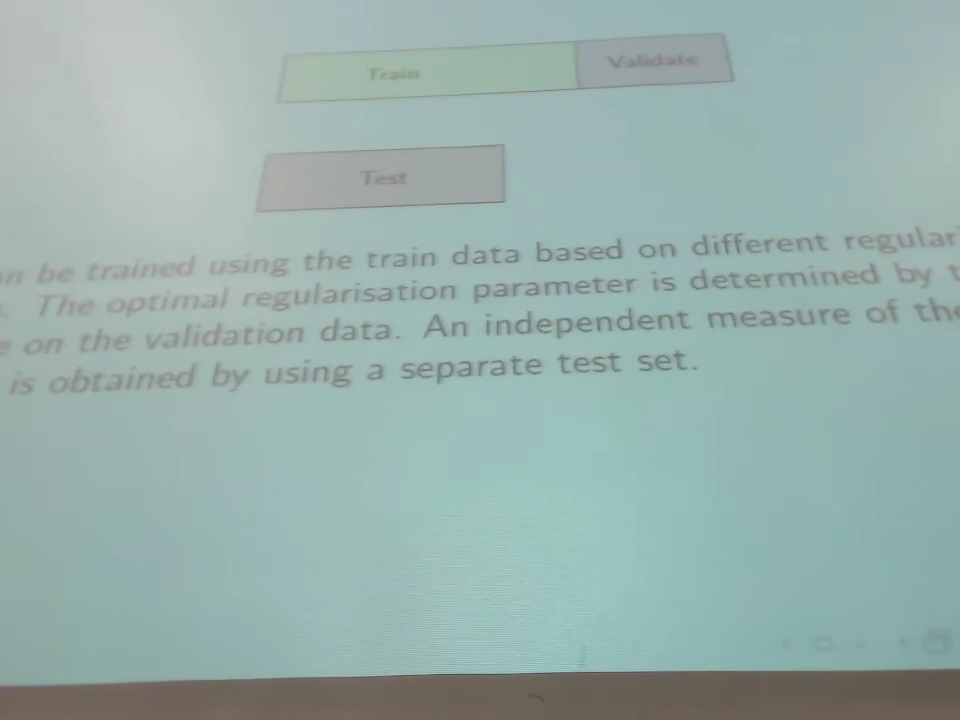 Train Validate
Test
be trained using the train data based on different
The optimal regularisation parameter is determined by
on the validation data. An independent measure of the
is obtained by using a separate test set.